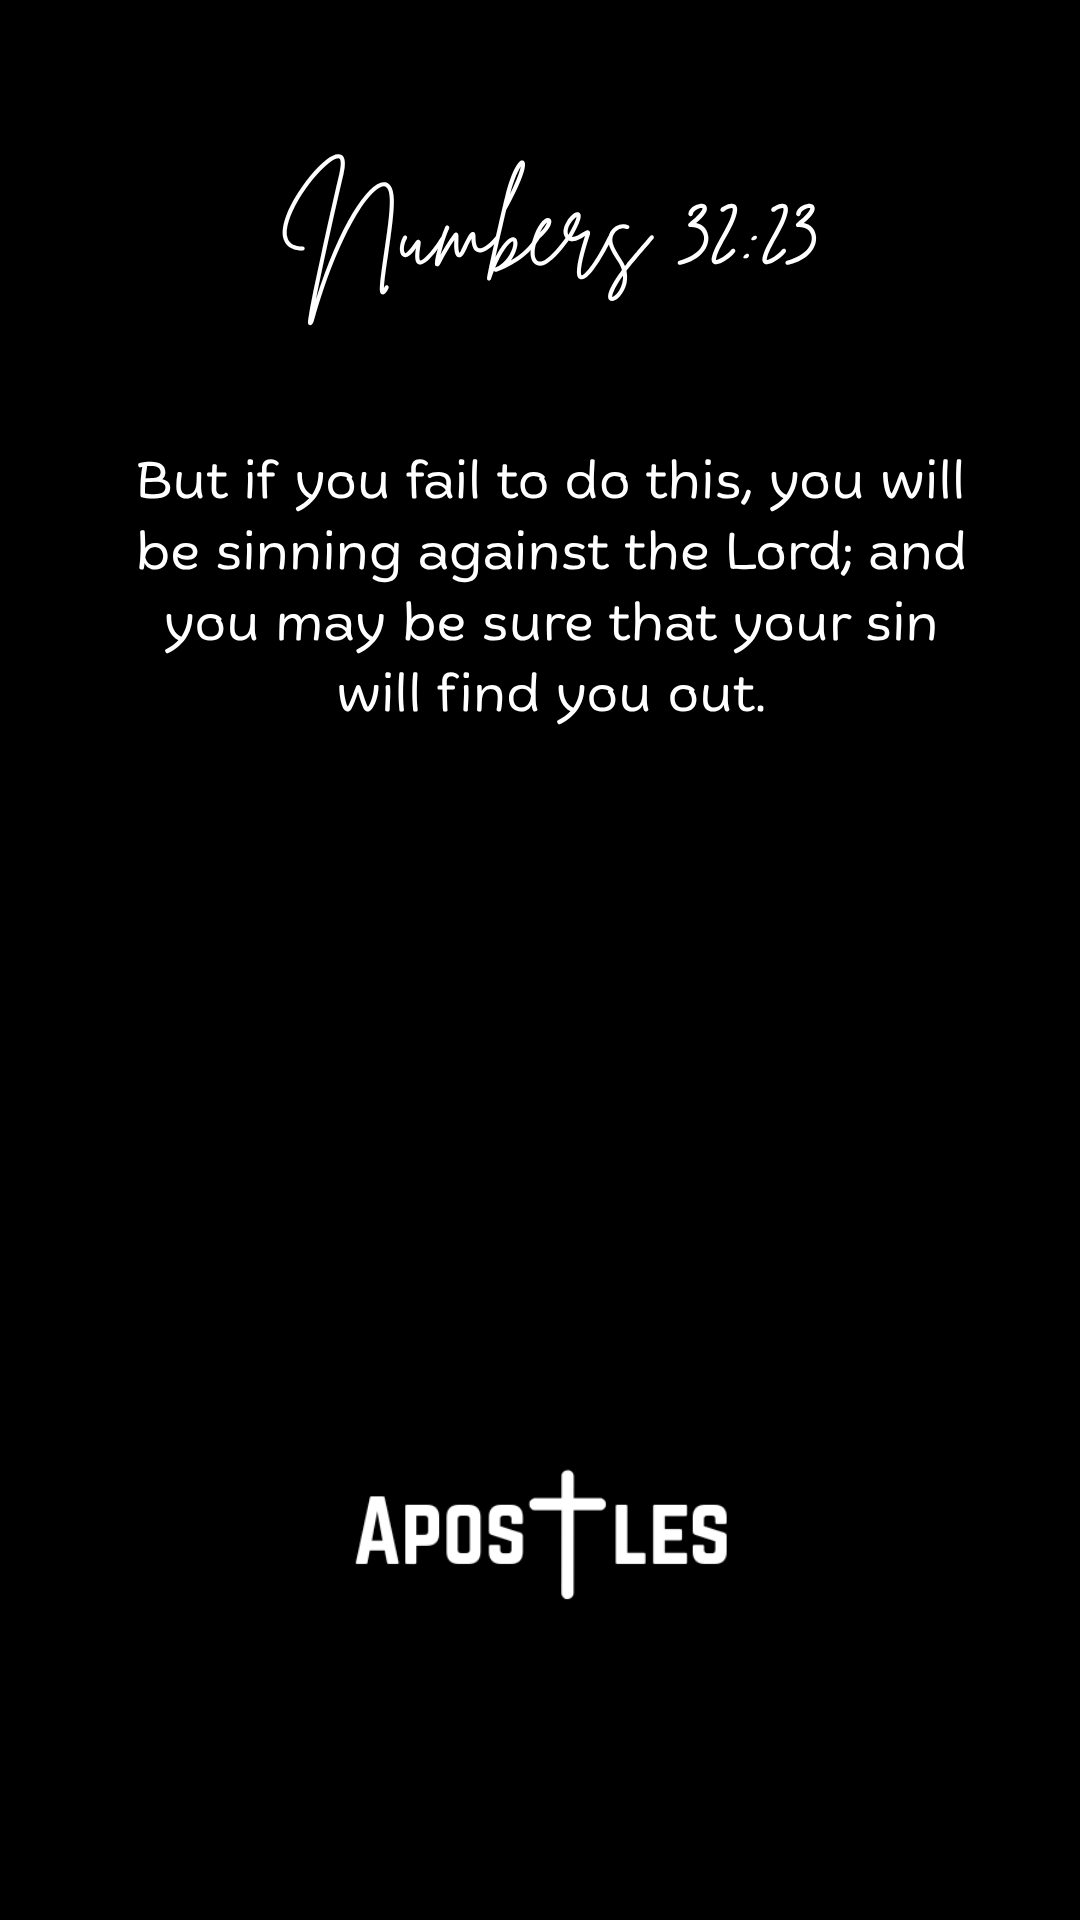 Numbers 32:23
But if you fail to do this, you will
be sinning against the Lord; and
you may be sure that your sin
will find you out.
APOSTLES